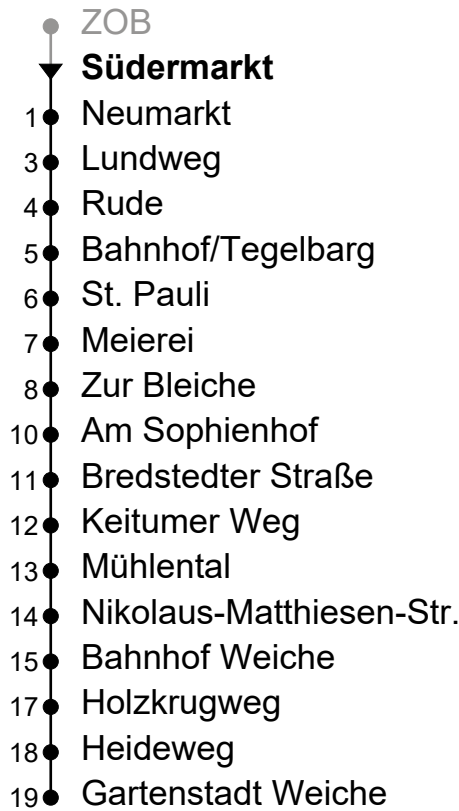 ZOB
Südermarkt
1 Neumarkt
3 Lundweg
4 Rude
5 Bahnhof/Tegelbarg
6 St. Pauli
7 Meierei
8 Zur Bleiche
10 Am Sophienhof
11 Bredstedter Straße
12 Keitumer Weg
13 Mühlental
14 Nikolaus-Matthiesen-Str.
15 Bahnhof Weiche
17 Holzkrugweg
18 Heideweg
19 Gartenstadt Weiche